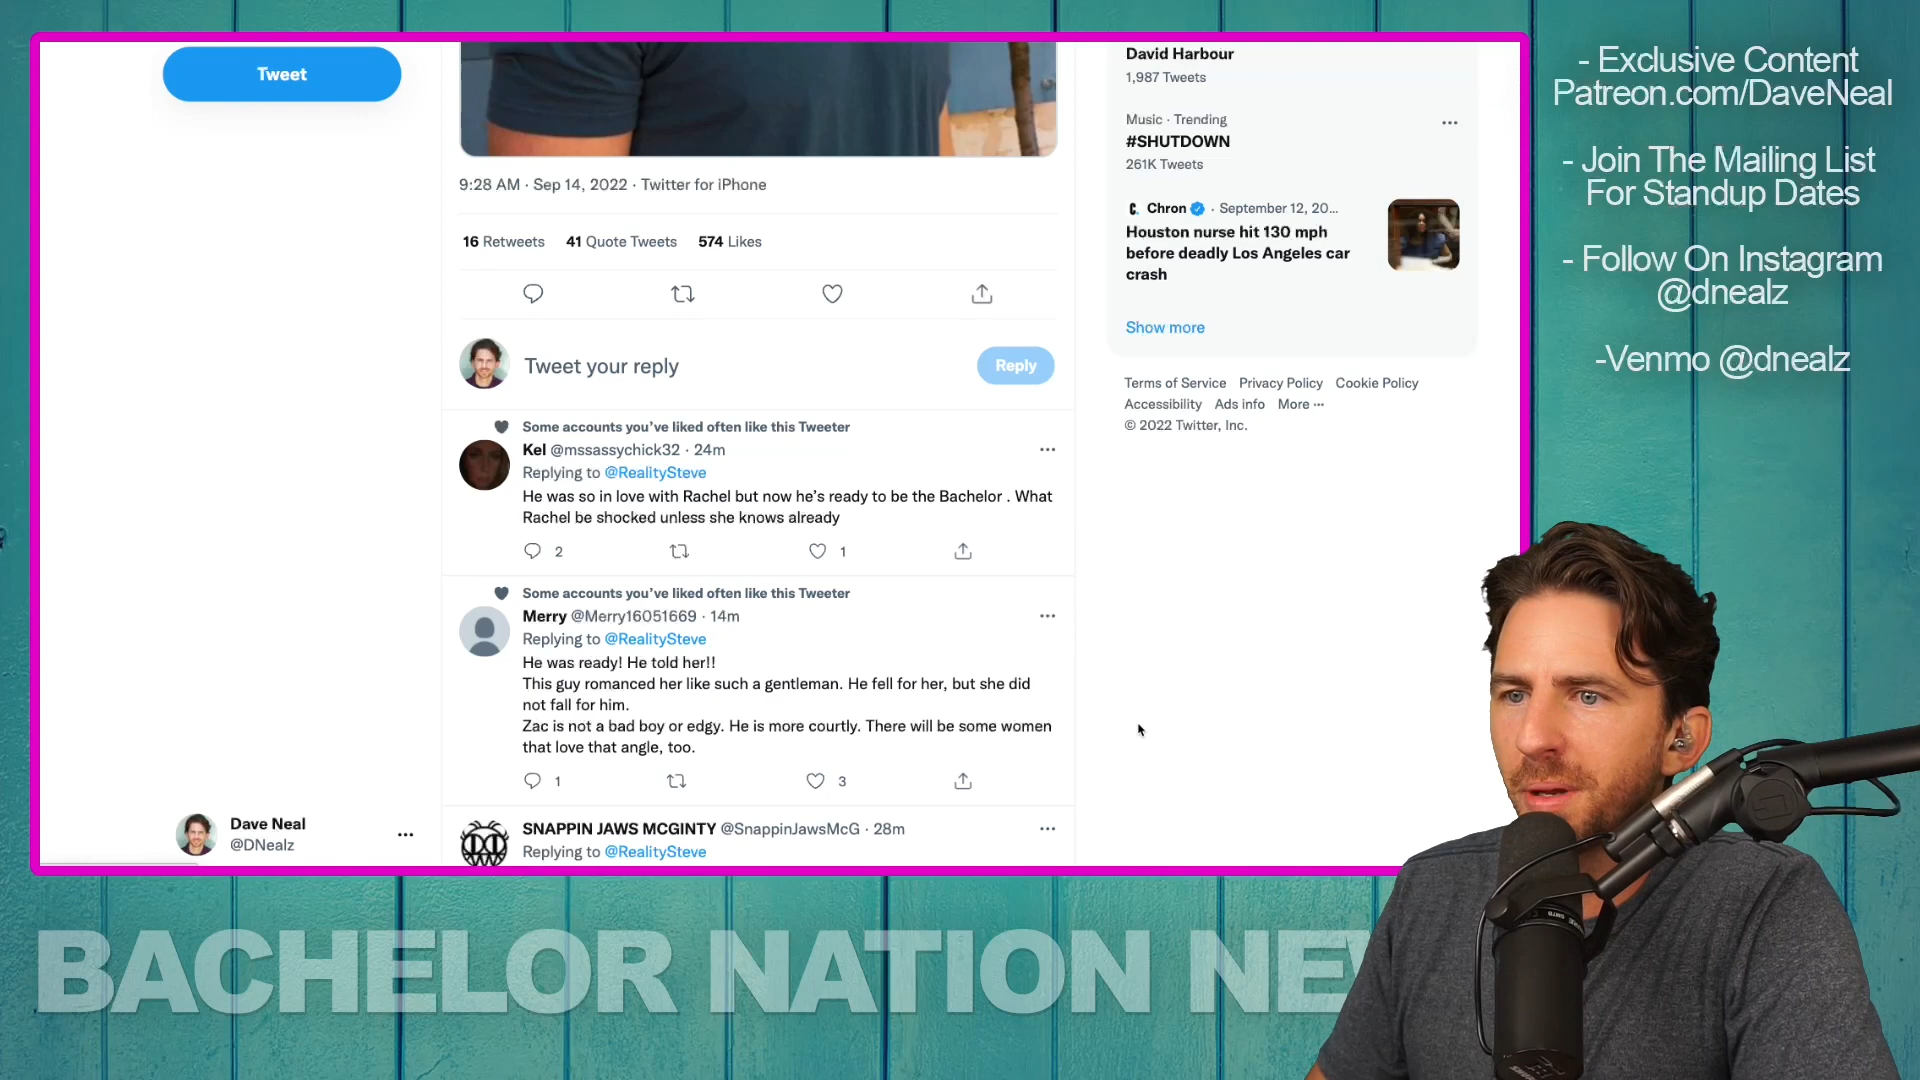 Tweet
9:28 AM · Sep 14, 2022 · Twitter for iPhone
16 Retweets 41 Quote Tweets 574 Likes
Tweet your reply
Reply
Some accounts you've liked often like this Tweeter
Kel @mssassychick32 · 24m
Replying to @RealitySteve
He was so in love with Rachel but now he's ready to be the Bachelor . What
Rachel be shocked unless she knows already
2
1
Some accounts you've liked often like this Tweeter
Merry @Merry16051669 · 14m
Replying to @RealitySteve
He was ready! He told her!!
This guy romanced her like such a gentleman. He fell for her, but she did
not fall for him.
Zac is not a bad boy or edgy. He is more courtly. There will be some women
that love that angle, too.
1
3
SNAPPIN JAWS MCGINTY @SnappinJawsMcG · 28m
Replying to @RealitySteve
Dave Neal
@DNealz
David Harbour
1,987 Tweets
Music · Trending
#SHUTDOWN
261K Tweets
Chron · September 12, 20...
Houston nurse hit 130 mph
before deadly Los Angeles car
crash
Show more
Terms of Service Privacy Policy Cookie Policy
Accessibility Ads info More ···
© 2022 Twitter, Inc.
- Exclusive Content
Patreon.com/DaveNeal
- Join The Mailing List
For Standup Dates
- Follow On Instagram
@dnealz
-Venmo @dnealz
BACHELOR NATION NE